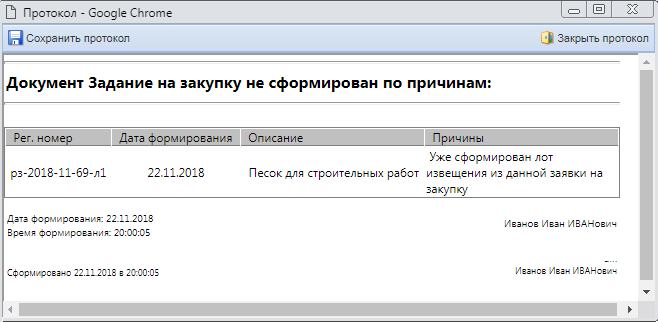 Протокол - Google Chrome
Сохранить протокол Закрыть протокол
Документ Задание на закупку не сформирован по причинам:
Рег. номер Дата формирования Описание Причины
рз-2018-11-69-л1 22.11.2018 Песок для строительных работ Уже сформирован лот
извещения из данной заявки на
закупку
Дата формирования: 22.11.2018
Время формирования: 20:00:05
Иванов Иван ИВАНович
Сформировано 22.11.2018 в 20:00:05 Иванов Иван ИВАНович